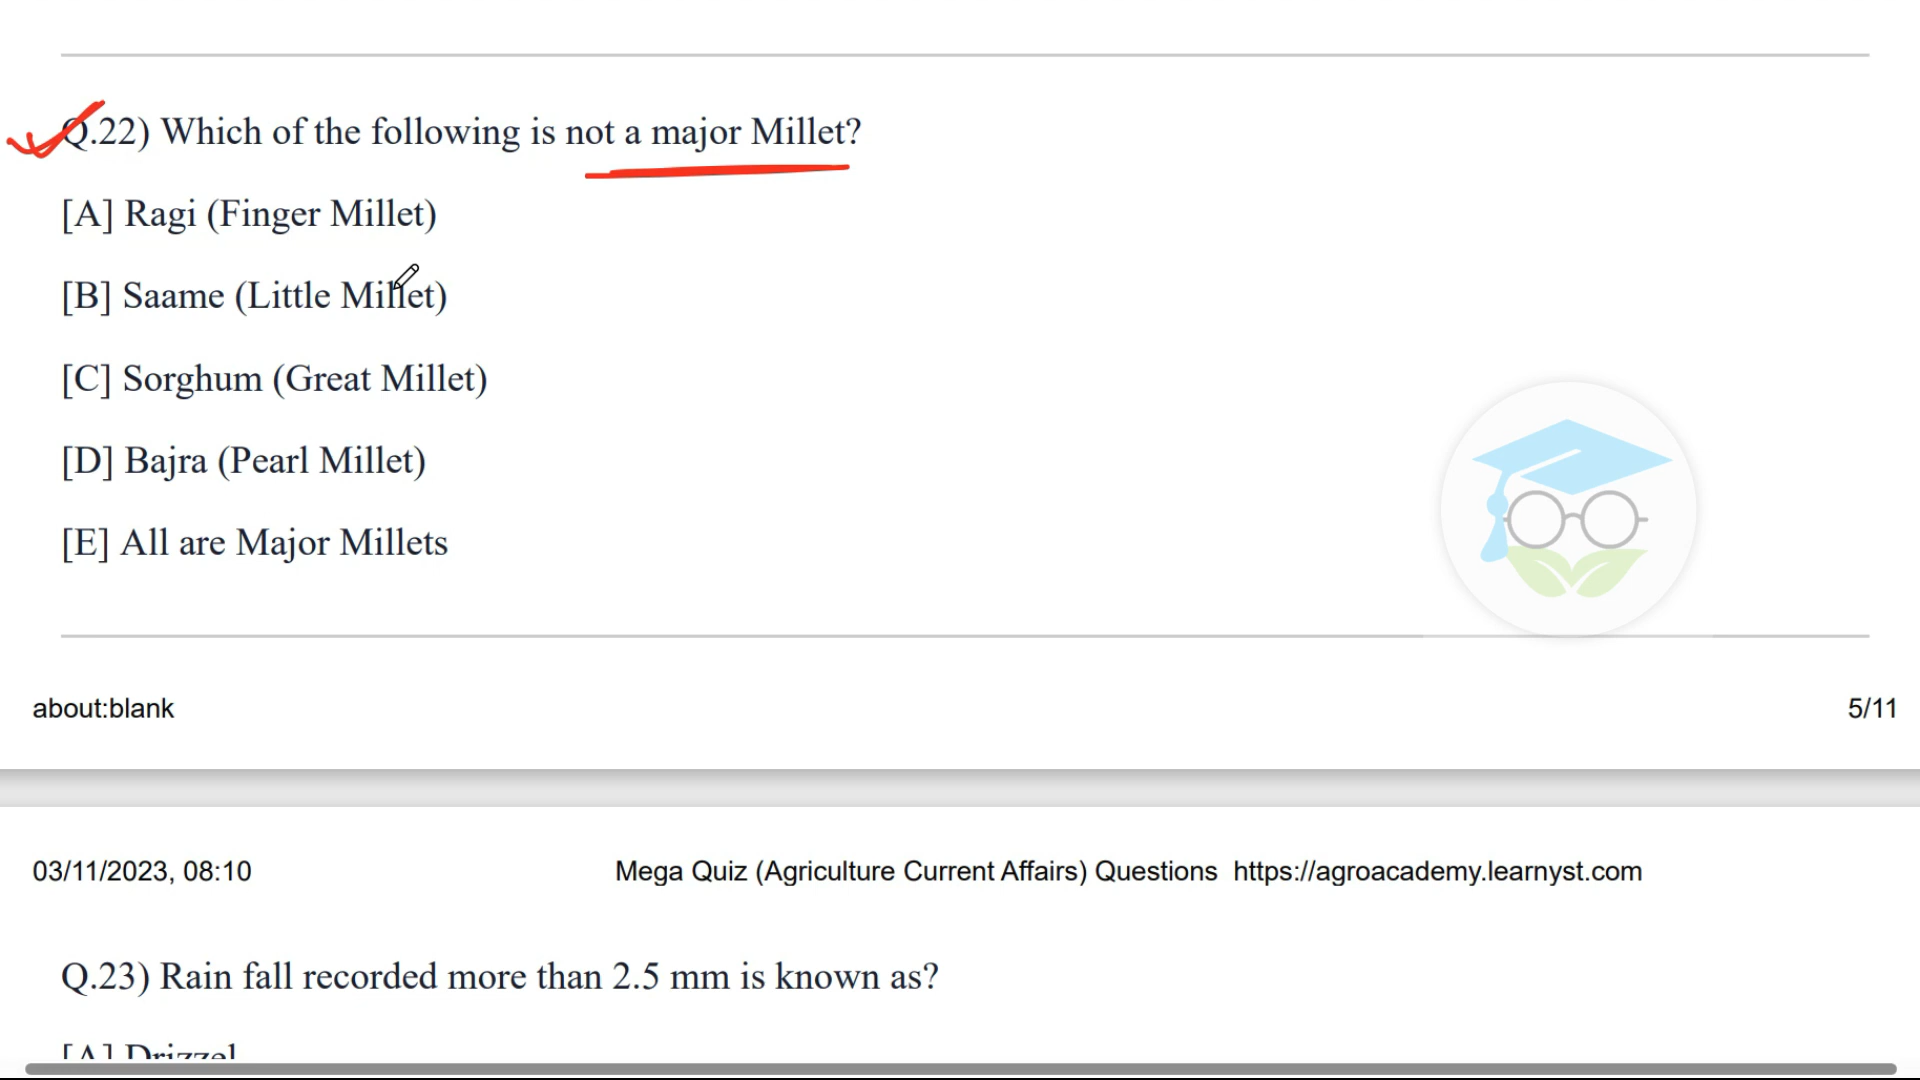 Q.22) Which of the following is not a major Millet?
[A] Ragi (Finger Millet)
[B] Saame (Little Millet)
[C] Sorghum (Great Millet)
[D] Bajra (Pearl Millet)
[E] All are Major Millets
about:blank 5/11
03/11/2023, 08:10 Mega Quiz (Agriculture Current Affairs) Questions https://agroacademy.learnyst.com
Q.23) Rain fall recorded more than 2.5 mm is known as?
[A] Drizzel